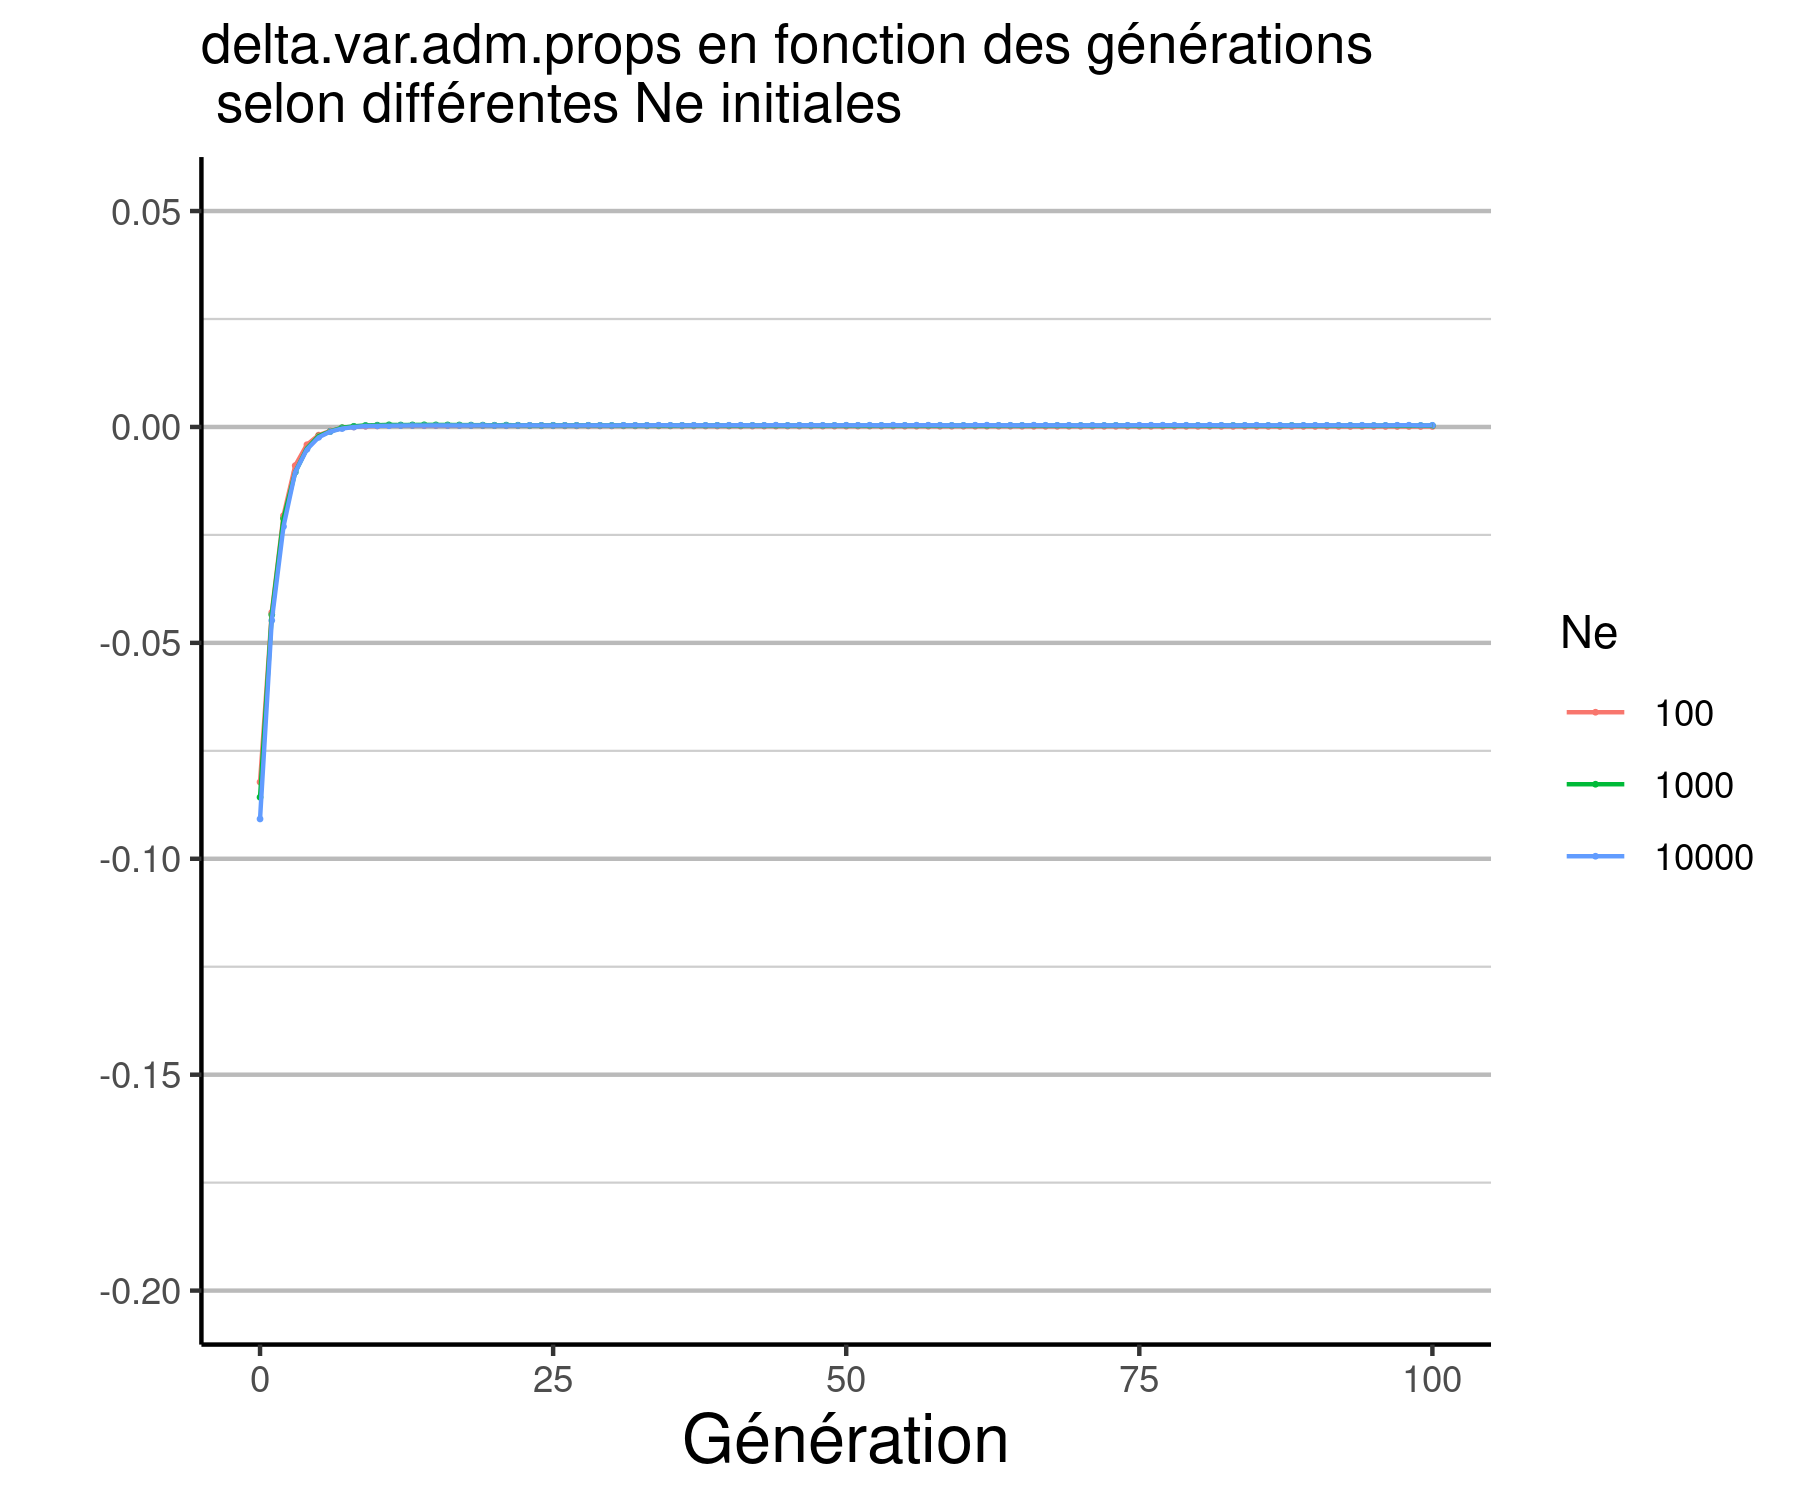 delta.var.adm.props en fonction des générations
selon différentes Ne initiales
0.05
0.00
-0.05
-0.10
-0.15
-0.20
0 25 50 75 100
Génération
Ne
100
1000
10000